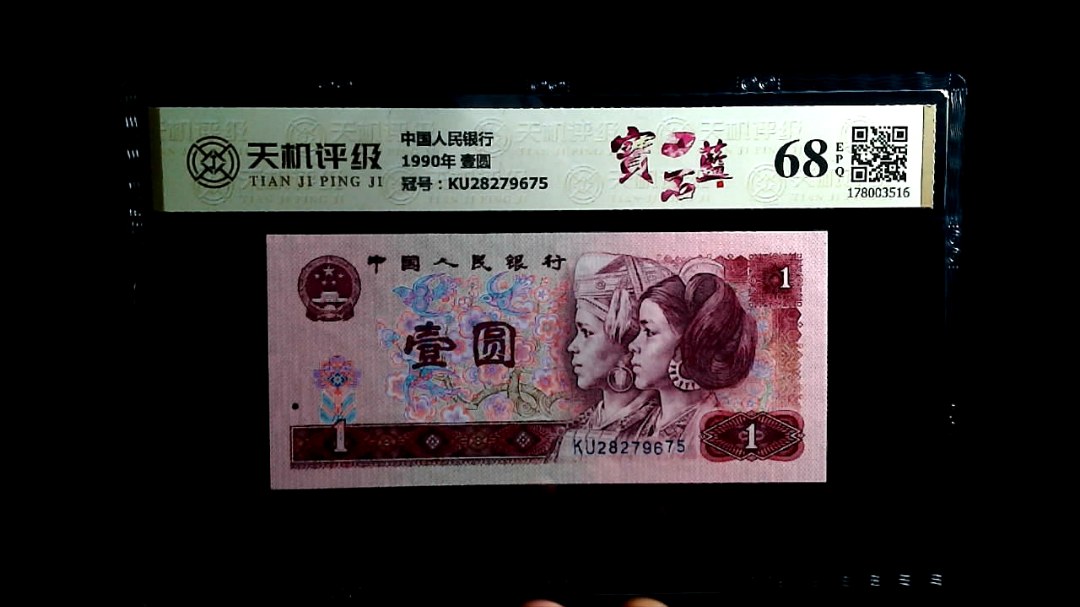 天机评级
TIAN JI PING JI
中国人民银行
1990年 壹圆
冠号：KU28279675
寶石蓝
68
EPQ
178003516
中国人民银行
1
壹圆
1
KU28279675
1